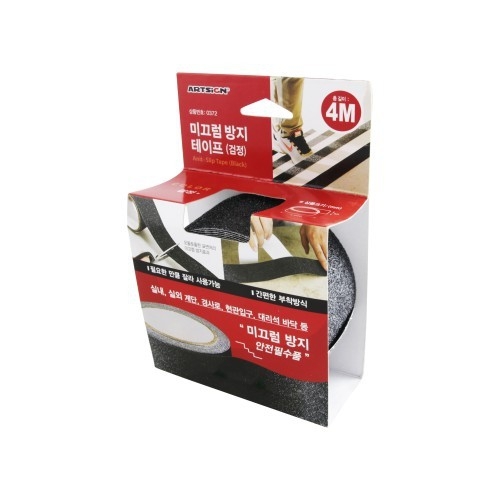 ARTSIGN
상품번호 : 0372
총 길이 :
4M
미끄럼 방지
테이프 (검정)
Anti-Slip Tape (Black)
COLOR
필요한 만큼 잘라 사용가능
간편한 부착방식
실내, 실외 계단, 경사로, 현관입구, 대리석 바닥 등
" 미끄럼 방지
안전필수품 "